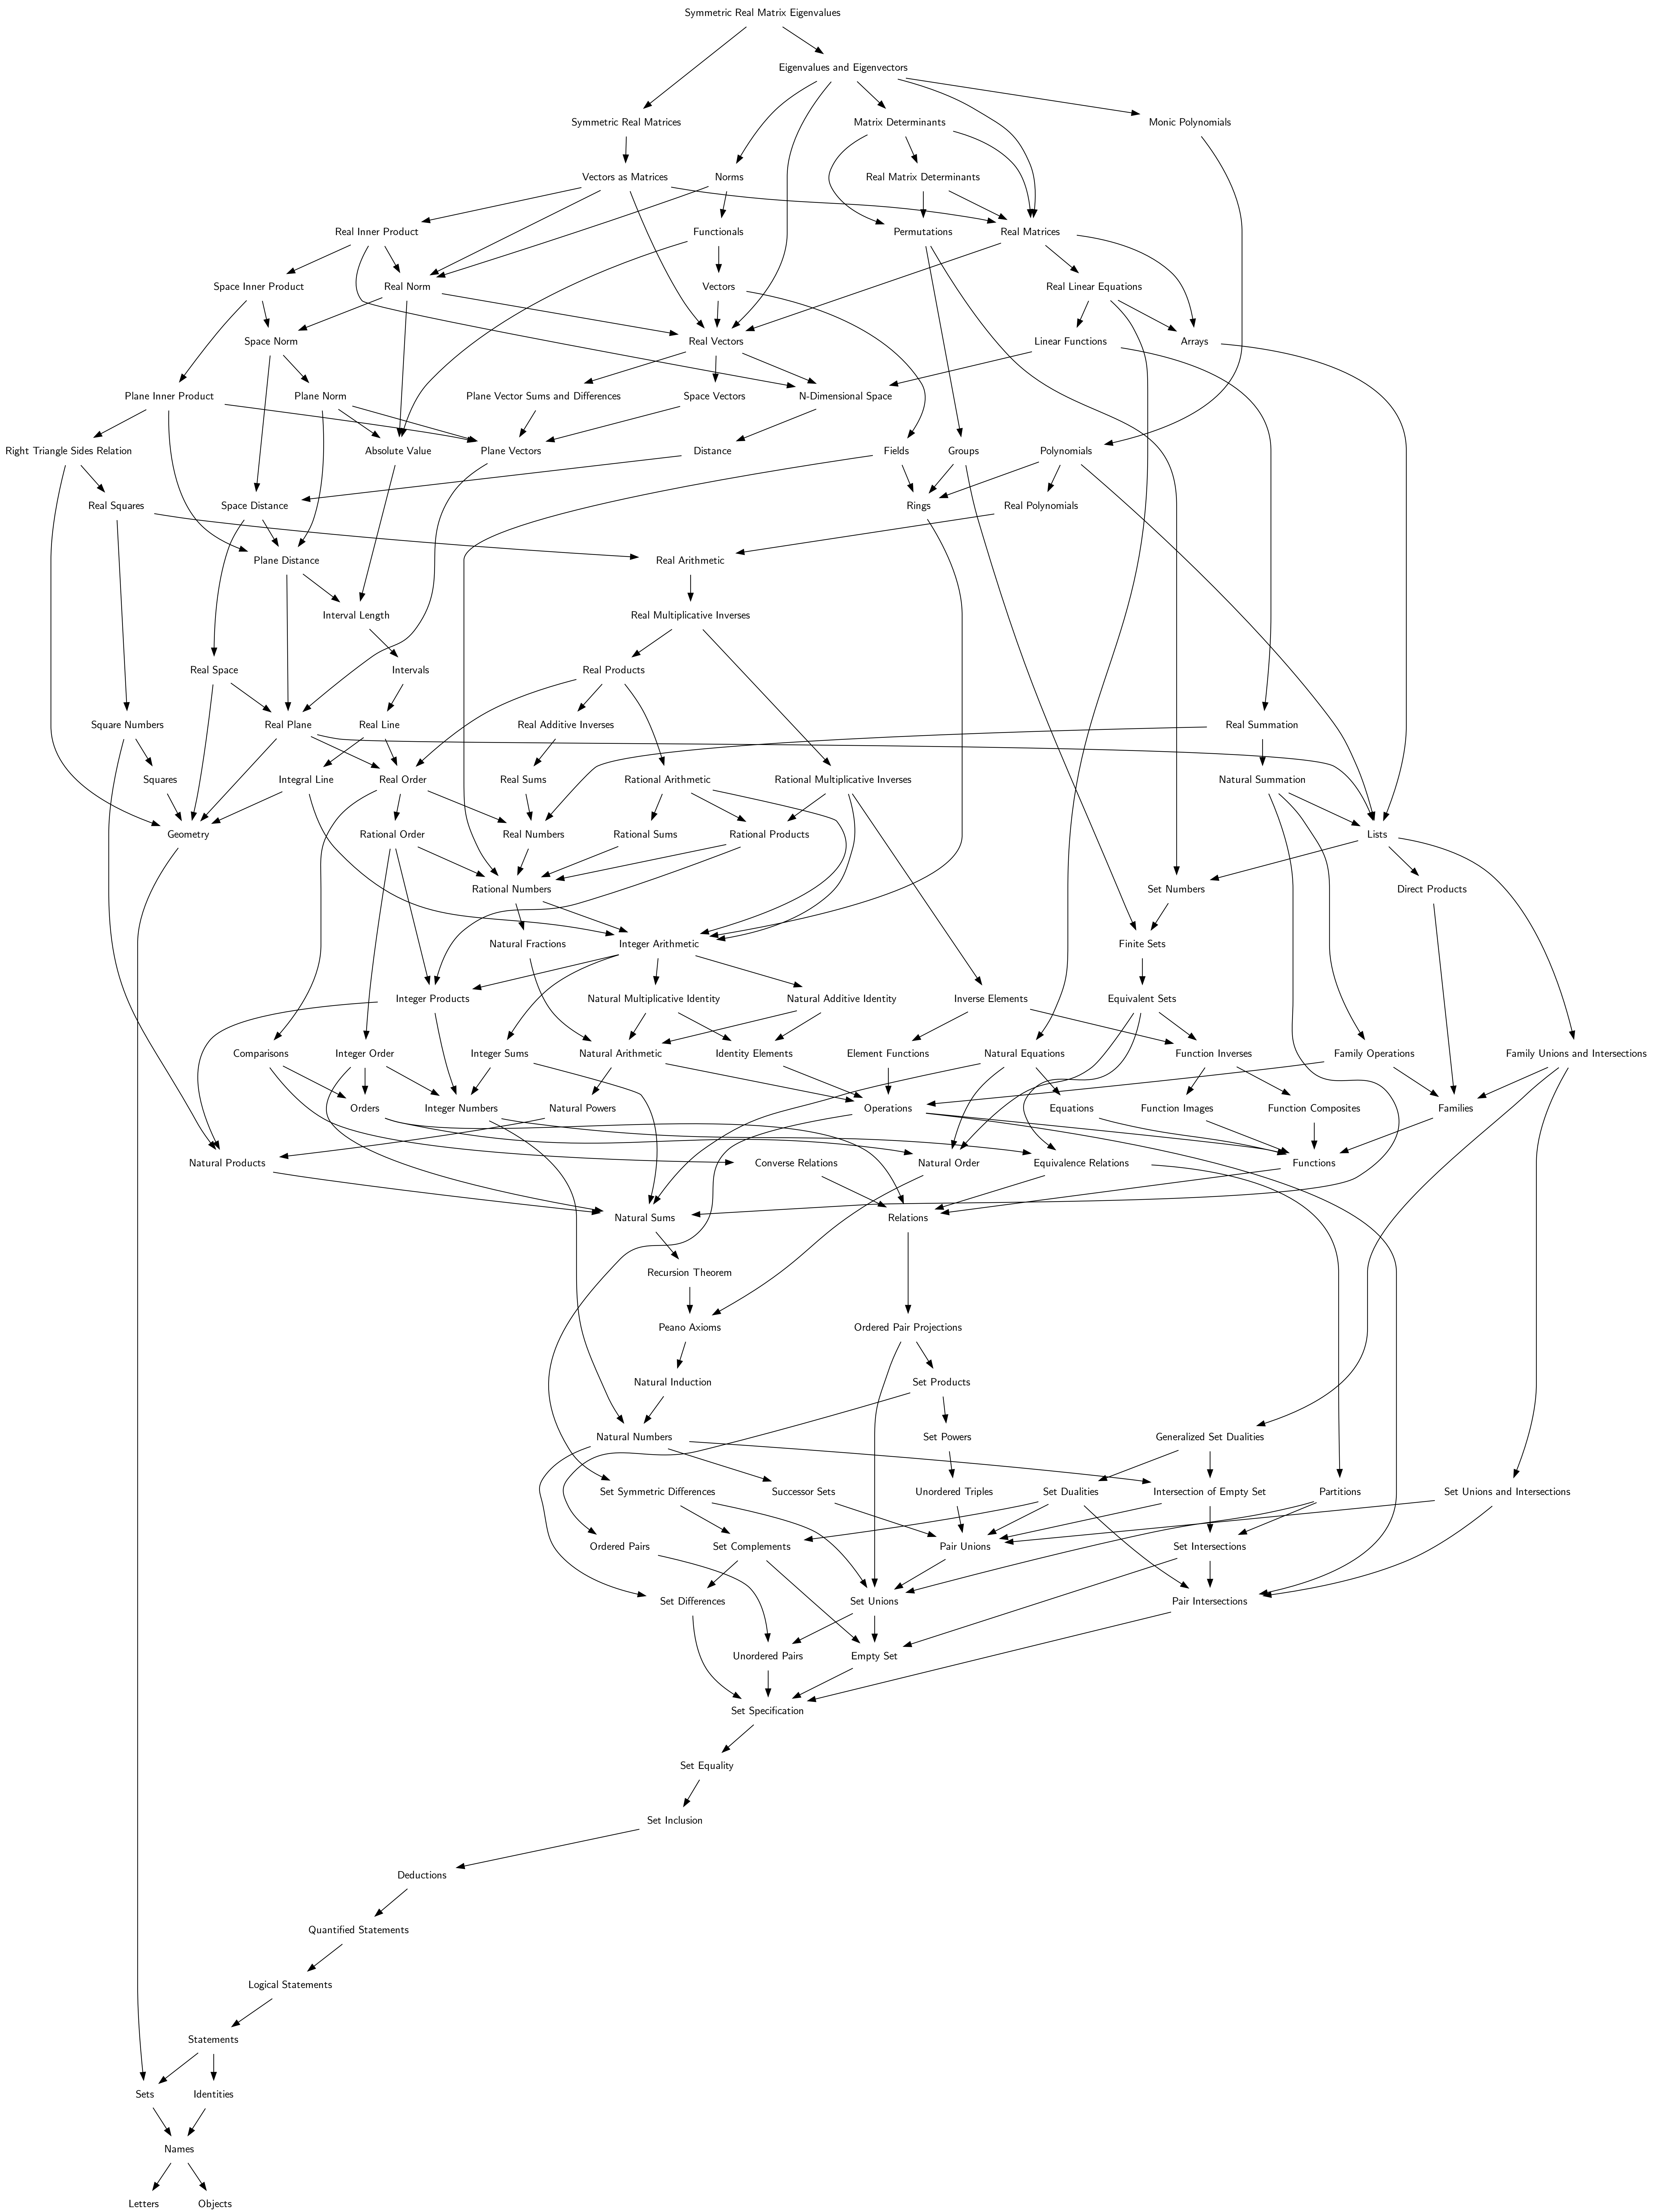 Symmetric Real Matrix Eigenvalues
Eigenvalues and Eigenvectors
Symmetric Real Matrices
Matrix Determinants
Monic Polynomials
Vectors as Matrices
Norms
Real Matrix Determinants
Real Inner Product
Functionals
Permutations
Real Matrices
Space Inner Product
Real Norm
Vectors
Real Linear Equations
Space Norm
Real Vectors
Linear Functions
Arrays
Plane Inner Product
Plane Norm
Plane Vector Sums and Differences
Space Vectors
N-Dimensional Space
Right Triangle Sides Relation
Absolute Value
Plane Vectors
Distance
Fields
Groups
Polynomials
Real Squares
Space Distance
Rings
Real Polynomials
Plane Distance
Real Arithmetic
Interval Length
Real Multiplicative Inverses
Real Space
Intervals
Real Products
Square Numbers
Real Plane
Real Line
Real Additive Inverses
Real Summation
Squares
Integral Line
Real Order
Real Sums
Rational Arithmetic
Rational Multiplicative Inverses
Natural Summation
Geometry
Rational Order
Real Numbers
Rational Sums
Rational Products
Lists
Rational Numbers
Set Numbers
Direct Products
Natural Fractions
Integer Arithmetic
Finite Sets
Integer Products
Natural Multiplicative Identity
Natural Additive Identity
Inverse Elements
Equivalent Sets
Comparisons
Integer Order
Integer Sums
Natural Arithmetic
Identity Elements
Element Functions
Natural Equations
Function Inverses
Family Operations
Family Unions and Intersections
Orders
Integer Numbers
Natural Powers
Operations
Equations
Function Images
Function Composites
Families
Natural Products
Converse Relations
Natural Order
Equivalence Relations
Functions
Natural Sums
Relations
Recursion Theorem
Peano Axioms
Ordered Pair Projections
Natural Induction
Set Products
Natural Numbers
Set Powers
Generalized Set Dualities
Set Symmetric Differences
Successor Sets
Unordered Triples
Set Dualities
Intersection of Empty Set
Partitions
Set Unions and Intersections
Ordered Pairs
Set Complements
Pair Unions
Set Intersections
Set Differences
Set Unions
Pair Intersections
Unordered Pairs
Empty Set
Set Specification
Set Equality
Set Inclusion
Deductions
Quantified Statements
Logical Statements
Statements
Sets
Identities
Names
Letters
Objects